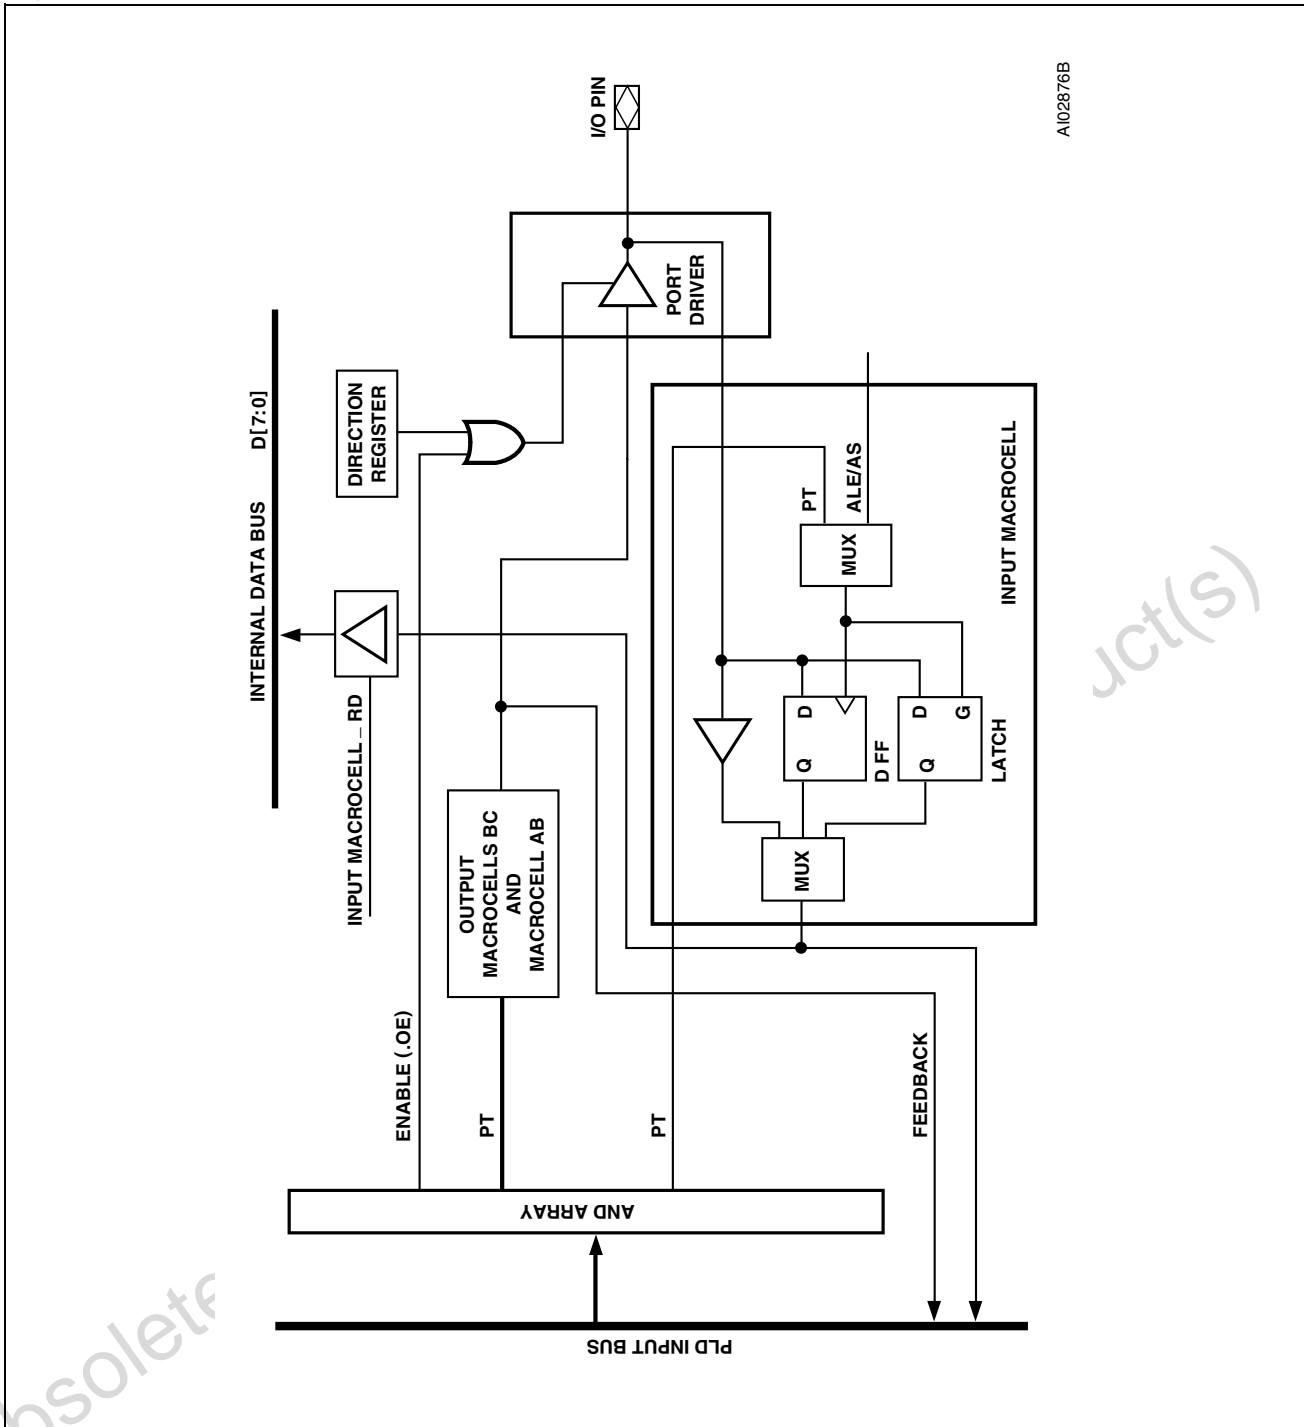 AI02876B
I/O PIN
PORT
DRIVER
INTERNAL DATA BUS D[7:0]
DIRECTION
REGISTER
INPUT MACROCELL _ RD
OUTPUT
MACROCELLS BC
AND
MACROCELL AB
ENABLE (.OE)
PT
PT
FEEDBACK
INPUT MACROCELL
PT
ALE/AS
MUX
D
Q
D FF
D
G
Q
LATCH
MUX
AND ARRAY
PLD INPUT BUS
uct(s)